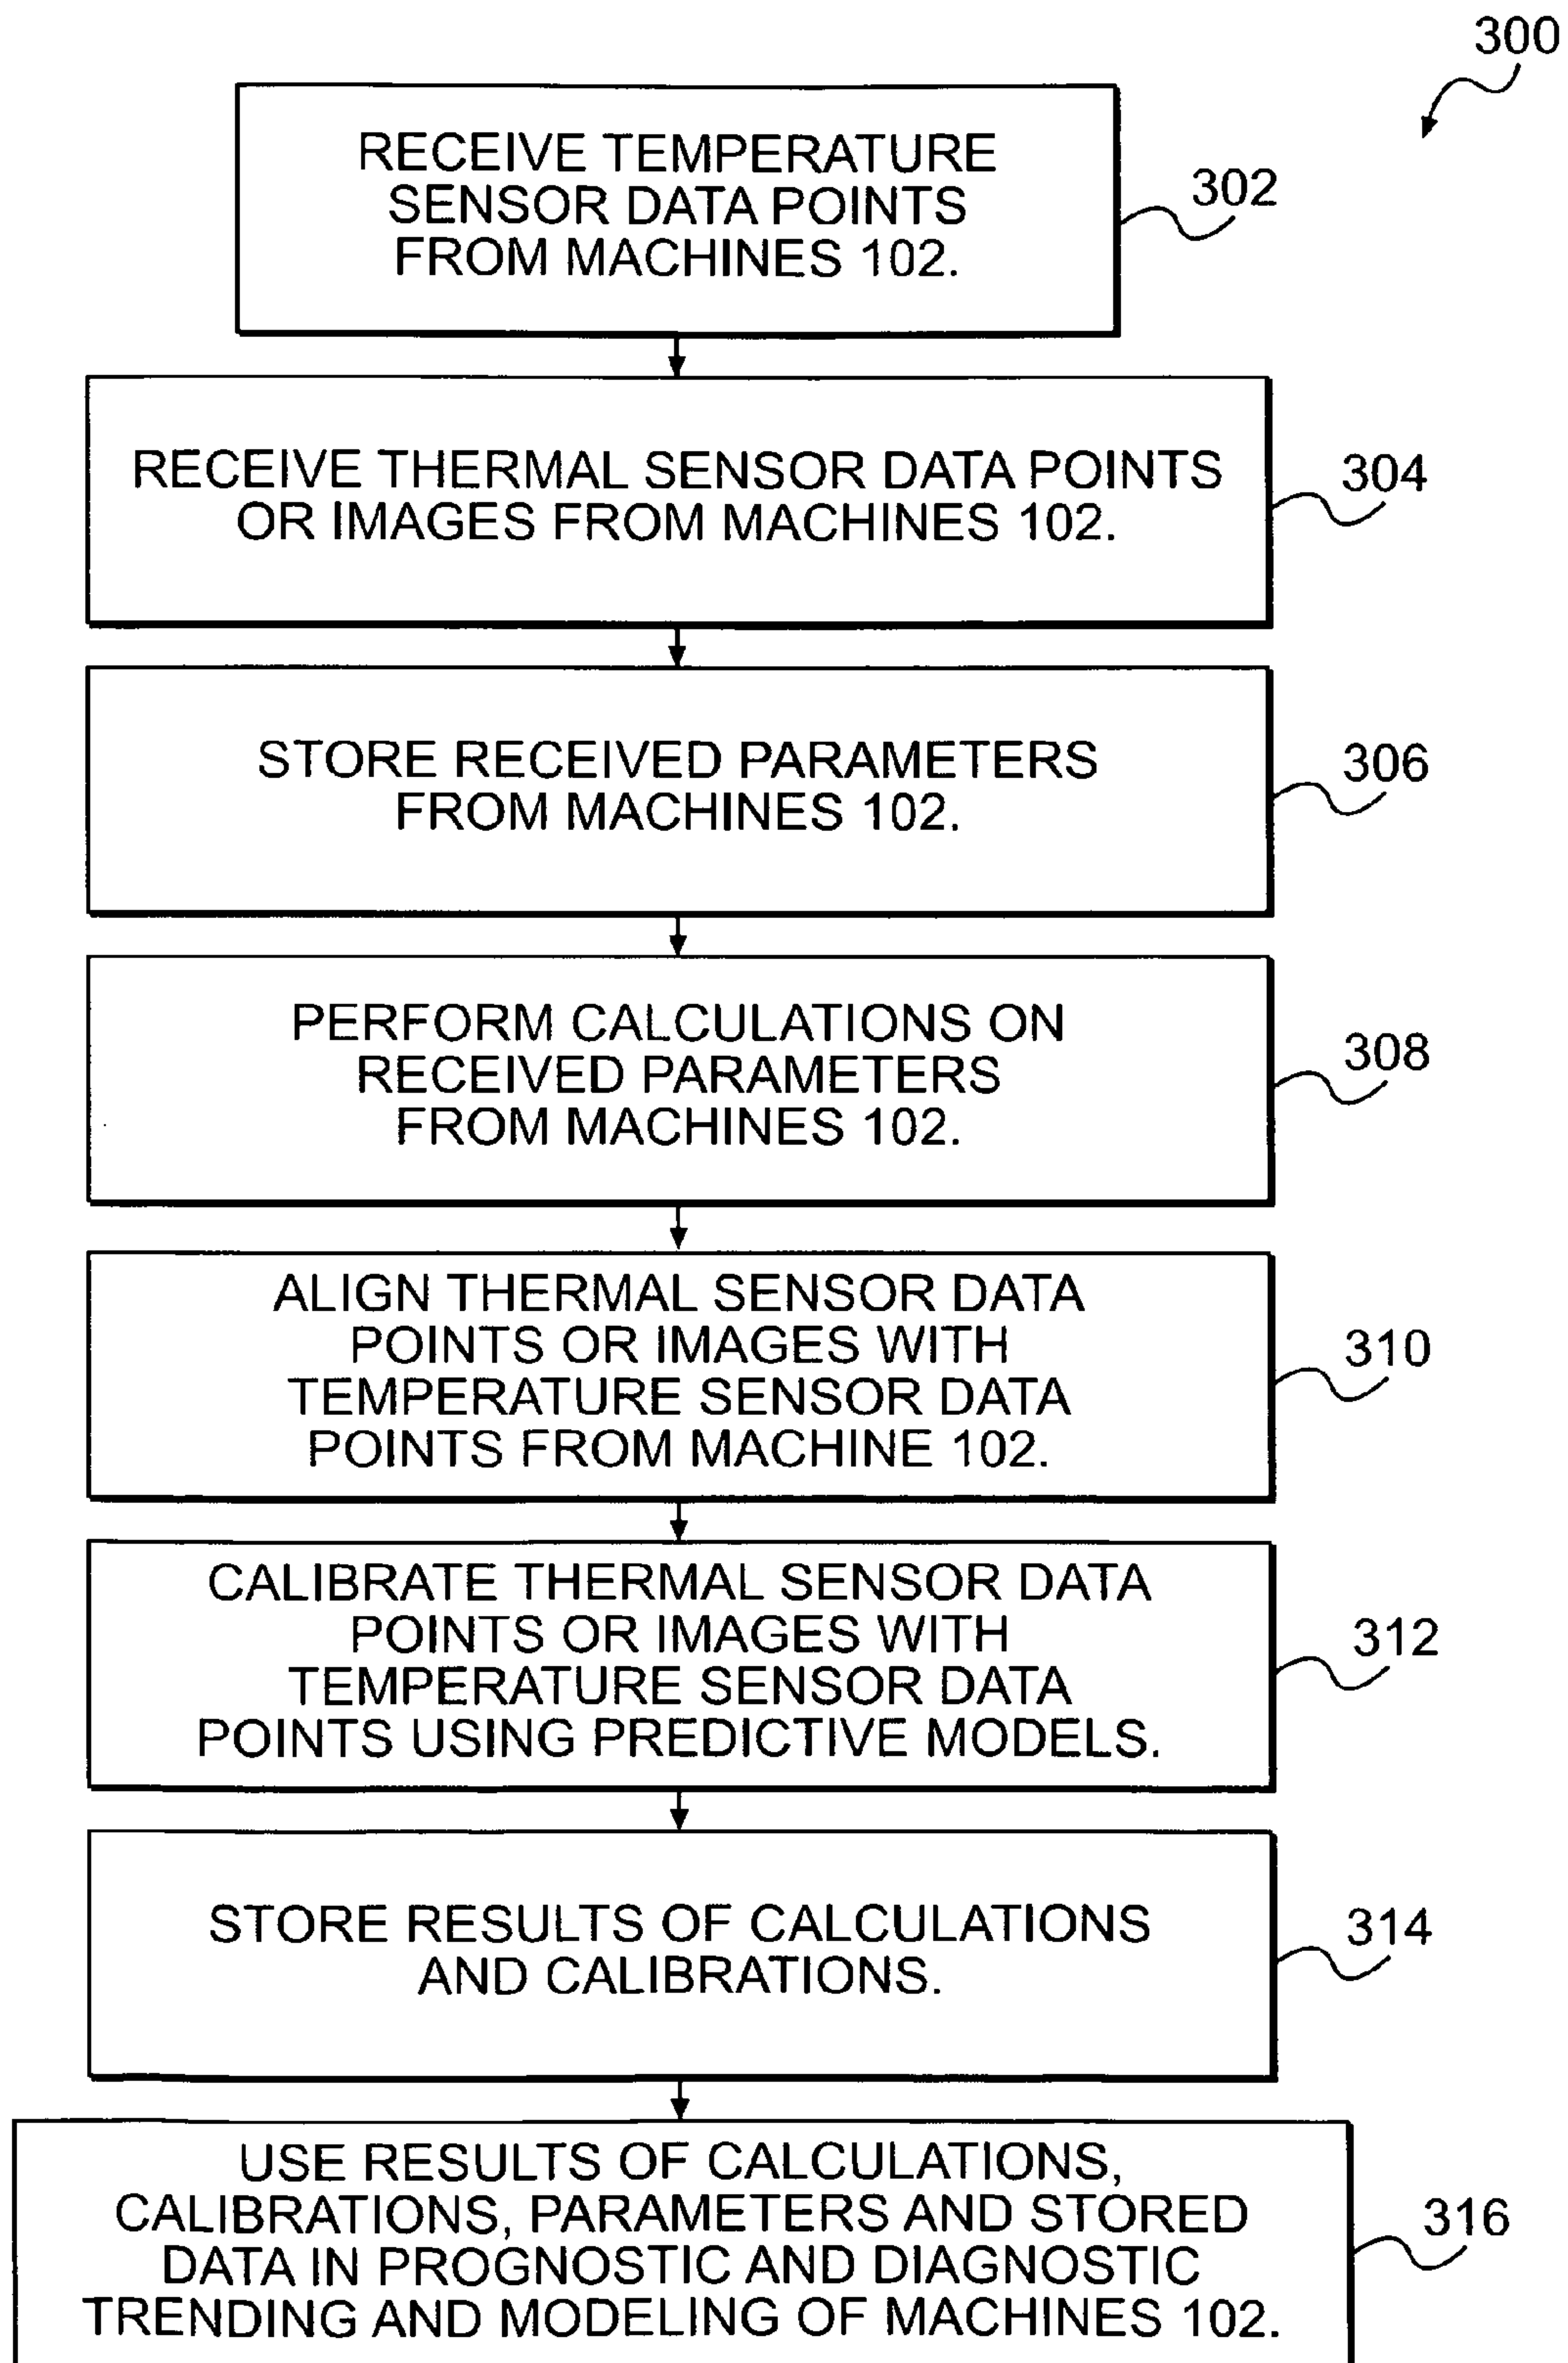 300
RECEIVE TEMPERATURE
SENSOR DATA POINTS
FROM MACHINES 102.
302
RECEIVE THERMAL SENSOR DATA POINTS
OR IMAGES FROM MACHINES 102.
304
STORE RECEIVED PARAMETERS
FROM MACHINES 102.
306
PERFORM CALCULATIONS ON
RECEIVED PARAMETERS
FROM MACHINES 102.
308
ALIGN THERMAL SENSOR DATA
POINTS OR IMAGES WITH
TEMPERATURE SENSOR DATA
POINTS FROM MACHINE 102.
310
CALIBRATE THERMAL SENSOR DATA
POINTS OR IMAGES WITH
TEMPERATURE SENSOR DATA
POINTS USING PREDICTIVE MODELS.
312
STORE RESULTS OF CALCULATIONS
AND CALIBRATIONS.
314
USE RESULTS OF CALCULATIONS,
CALIBRATIONS, PARAMETERS AND STORED
DATA IN PROGNOSTIC AND DIAGNOSTIC
TRENDING AND MODELING OF MACHINES 102.
316